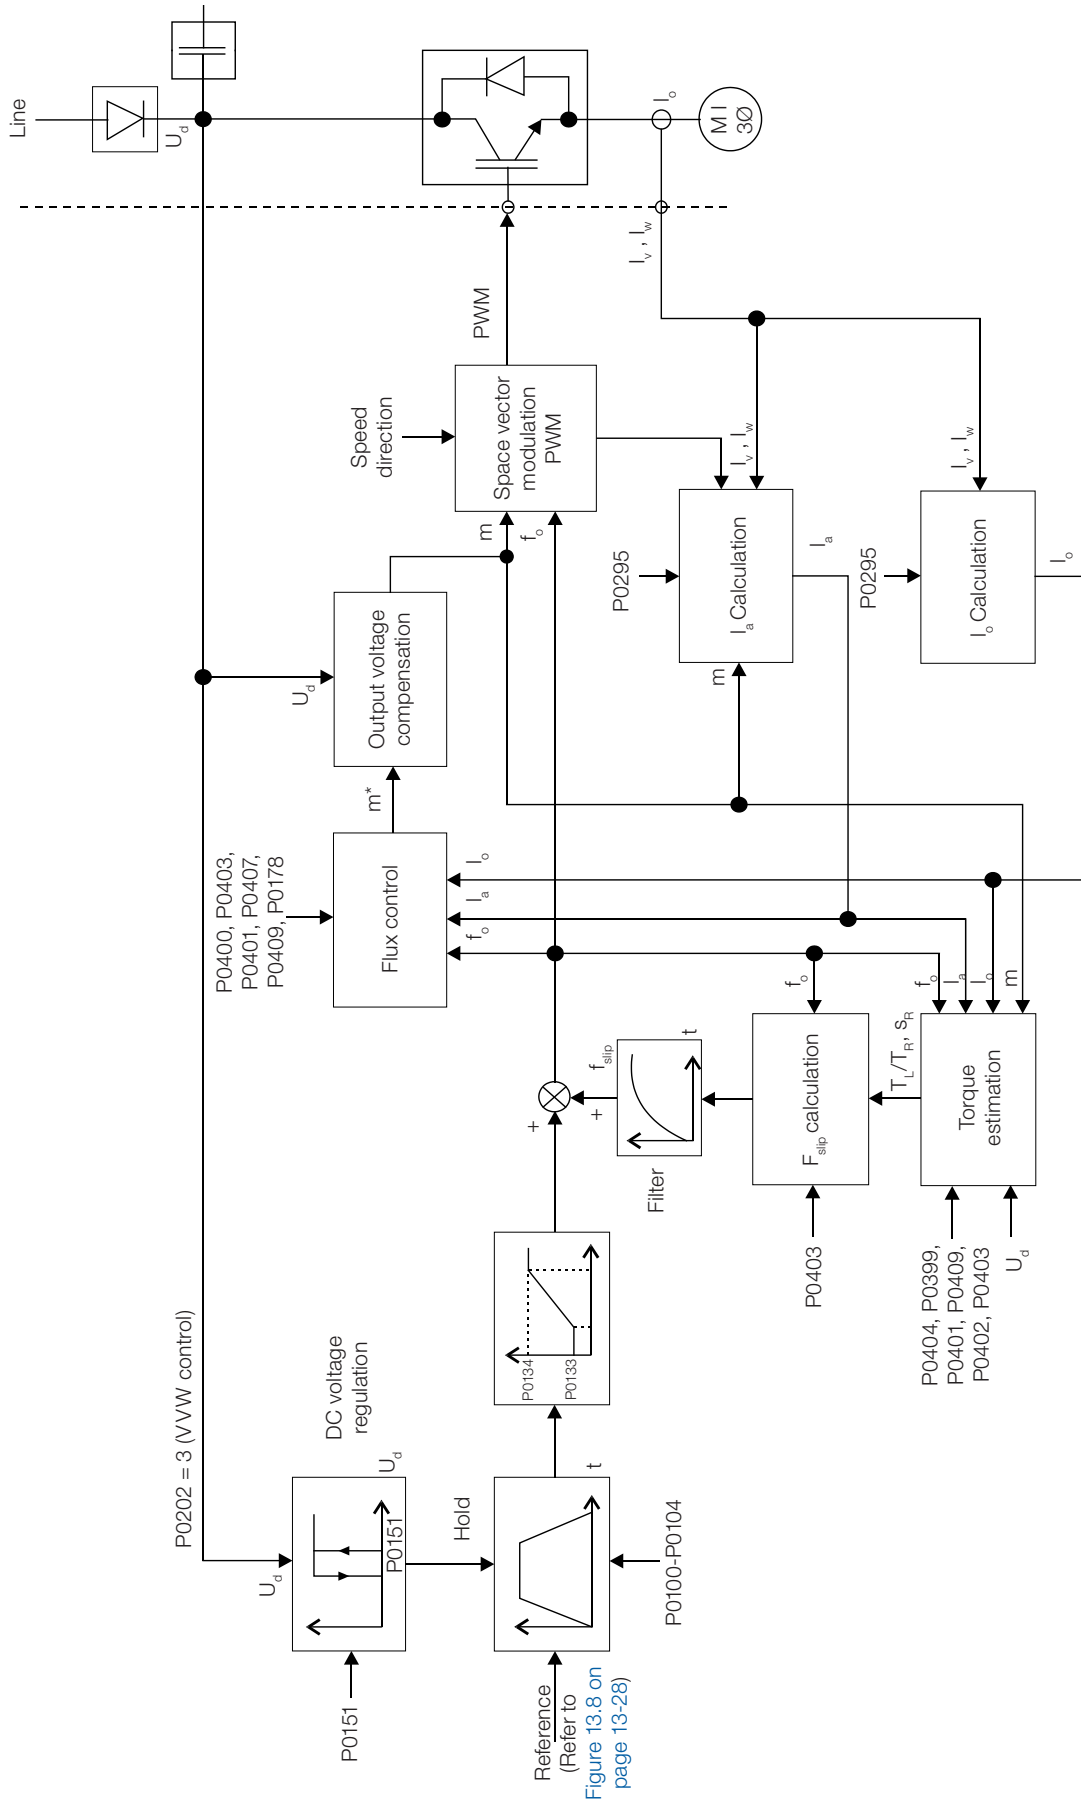 P0202 = 3 (VVW control)
Line
U_d
P0151
U_d
P0151
U_d
DC voltage
regulation
Hold
Reference
(Refer to
Figure 13.8 on
page 13-28)
P0100-P0104
t
P0134
P0133
P0400, P0403,
P0401, P0407,
P0409, P0178
Flux control
f_o
I_a
I_o
m*
U_d
Output voltage
compensation
m
f_o
Speed
direction
Space vector
modulation
PWM
PWM
I_o
M I
3Ø
I_v , I_w
+
+
f_slip
Filter
t
P0403
F_slip calculation
f_o
T_L/T_R, s_R
P0404, P0399,
P0401, P0409,
P0402, P0403
U_d
Torque
estimation
f_o
I_a
I_o
m
P0295
m
I_a Calculation
I_v , I_w
I_a
P0295
I_o Calculation
I_v , I_w
I_o